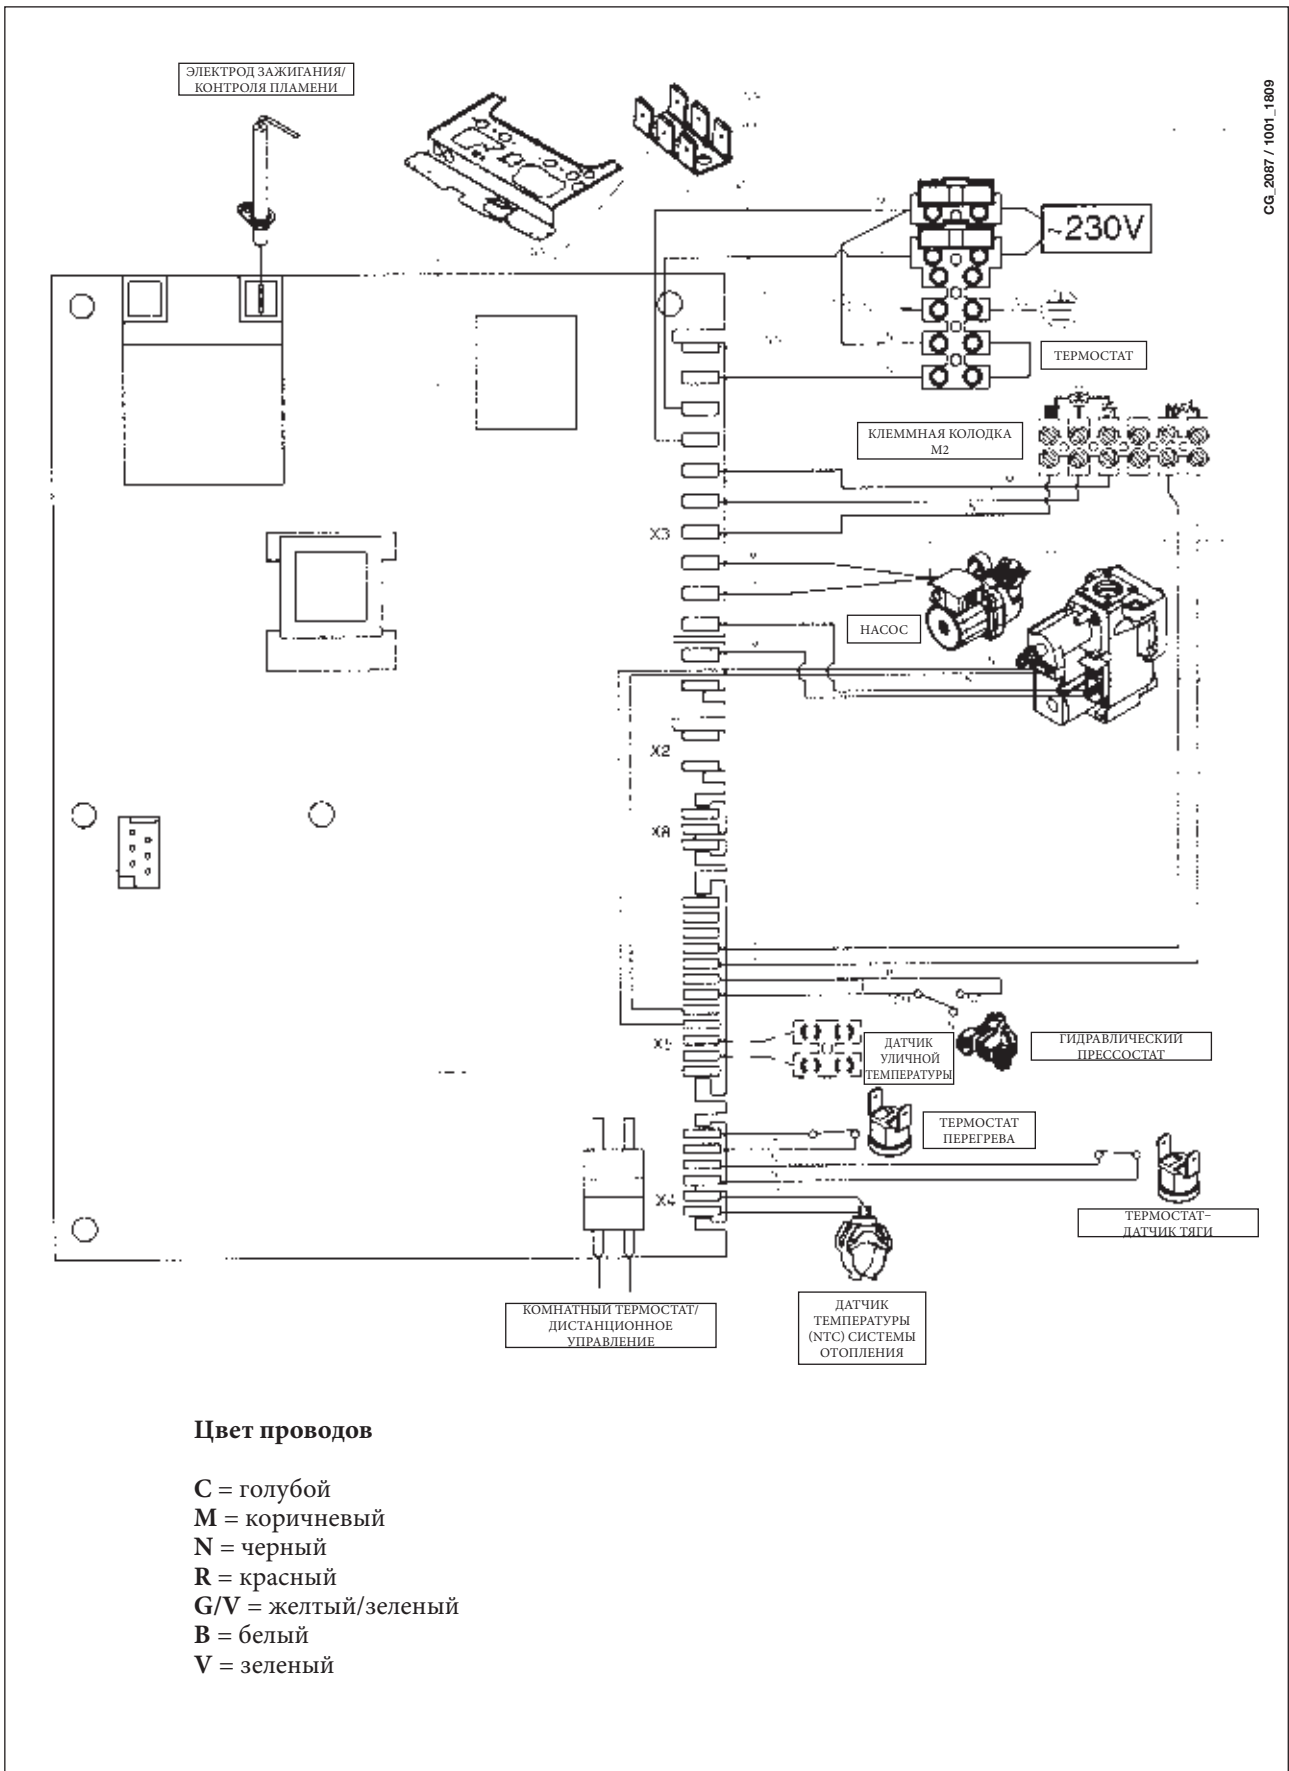 ЭЛЕКТРОД ЗАЖИГАНИЯ/
КОНТРОЛЯ ПЛАМЕНИ
CG_2087 / 1001_1809
~230V
ТЕРМОСТАТ
КЛЕММНАЯ КОЛОДКА
М2
X3
НАСОС
X2
X8
X5
ДАТЧИК
УЛИЧНОЙ
ТЕМПЕРАТУРЫ
ГИДРАВЛИЧЕСКИЙ
ПРЕССОСТАТ
ТЕРМОСТАТ
ПЕРЕГРЕВА
X4
ТЕРМОСТАТ–
ДАТЧИК ТЯГИ
КОМНАТНЫЙ ТЕРМОСТАТ/
ДИСТАНЦИОННОЕ
УПРАВЛЕНИЕ
ДАТЧИК
ТЕМПЕРАТУРЫ
(NTC) СИСТЕМЫ
ОТОПЛЕНИЯ
Цвет проводов
C = голубой
M = коричневый
N = черный
R = красный
G/V = желтый/зеленый
B = белый
V = зеленый